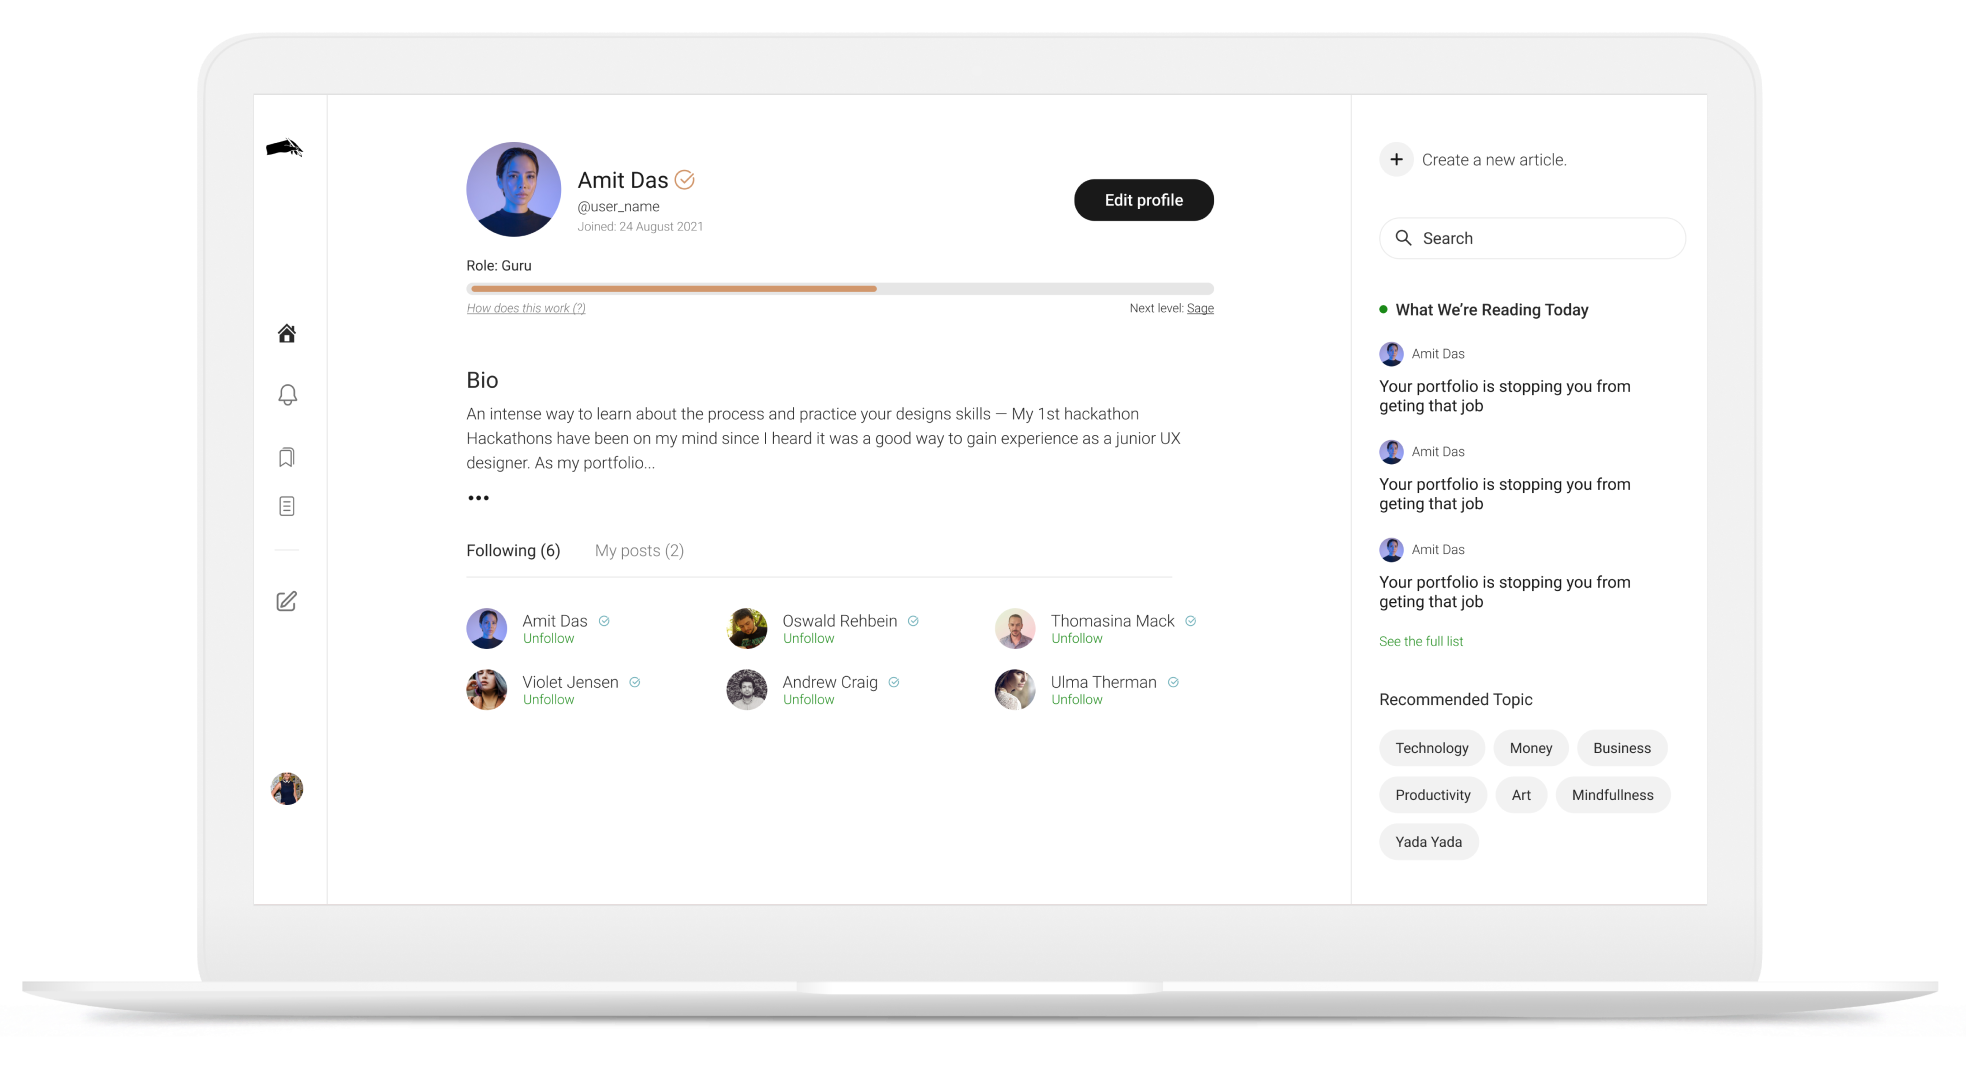 Amit Das
@user_name
Joined: 24 August 2021
Edit profile
Role: Guru
How does this work (?)
Next level: Sage
Bio
An intense way to learn about the process and practice your designs skills — My 1st hackathon
Hackathons have been on my mind since I heard it was a good way to gain experience as a junior UX
designer. As my portfolio...
•••
Following (6)
My posts (2)
Amit Das
Unfollow
Oswald Rehbein
Unfollow
Thomasina Mack
Unfollow
Violet Jensen
Unfollow
Andrew Craig
Unfollow
Ulma Therman
Unfollow
Create a new article.
Search
What We’re Reading Today
Amit Das
Your portfolio is stopping you from
geting that job
Amit Das
Your portfolio is stopping you from
geting that job
Amit Das
Your portfolio is stopping you from
geting that job
See the full list
Recommended Topic
Technology
Money
Business
Productivity
Art
Mindfullness
Yada Yada